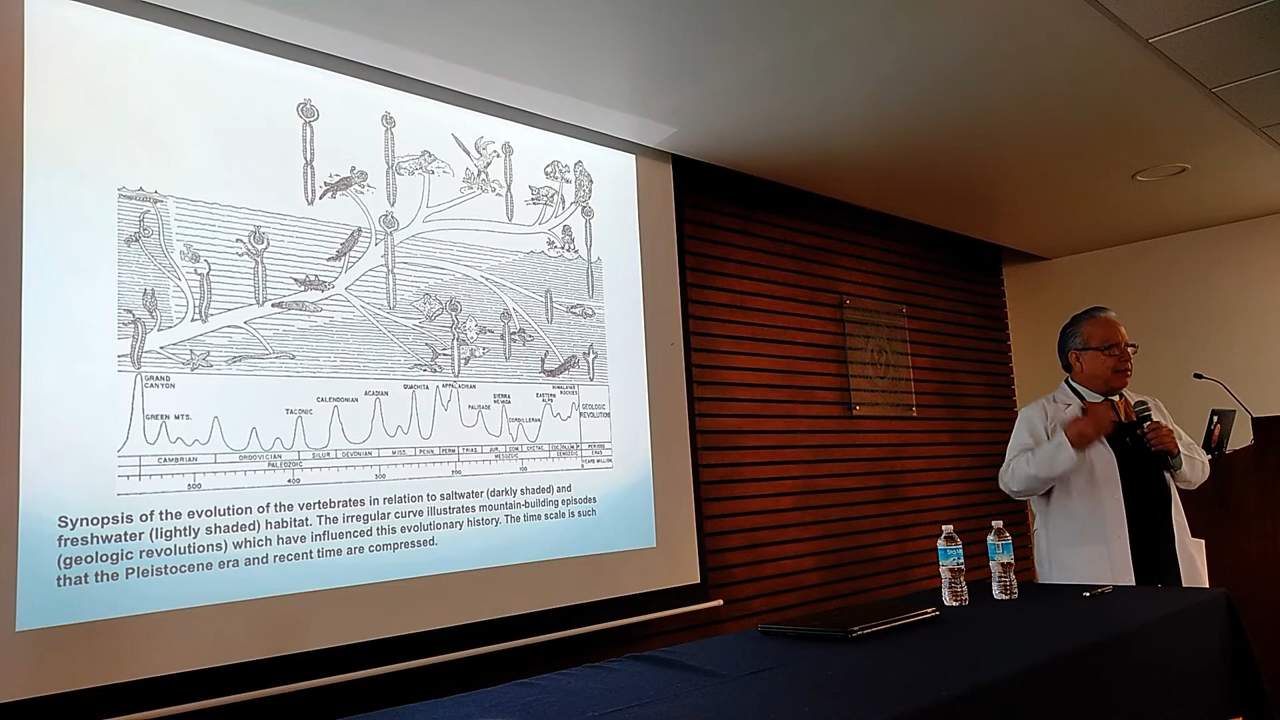 GRAND
CANYON
GREEN MTS.
TACONIC
CALENDONIAN
ACADIAN
OUACHITA
APPALACHIAN
PALISADE
SIERRA
NEVADA
CORDILLERAN
EASTERN
ALPS
HIMALAYAS
ROCKIES
GEOLOGIC
REVOLUTIONS
CAMBRIAN ORDOVICIAN SILUR DEVONIAN MISS. PENN. PERM TRIAS JUR. COM. CRETAC. PERIODS
PALEOZOIC MESOZOIC CENOZOIC ERAS
500 400 300 200 100 0 YEARS MILLION
Synopsis of the evolution of the vertebrates in relation to saltwater (darkly shaded) and
freshwater (lightly shaded) habitat. The irregular curve illustrates mountain-building episodes
(geologic revolutions) which have influenced this evolutionary history. The time scale is such
that the Pleistocene era and recent time are compressed.